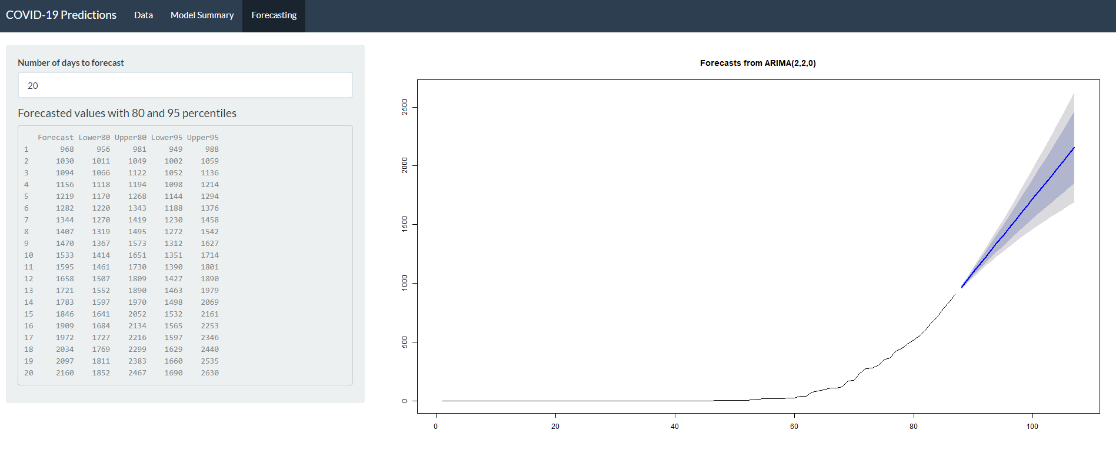 COVID-19 Predictions Data Model Summary Forecasting
Number of days to forecast
20
Forecasted values with 80 and 95 percentiles
Forecast Lower80 Upper80 Lower95 Upper95
1 968 956 981 949 988
2 1030 1011 1049 1002 1059
3 1094 1066 1122 1052 1136
4 1156 1118 1194 1098 1214
5 1219 1170 1268 1144 1294
6 1282 1220 1343 1188 1376
7 1344 1270 1419 1230 1458
8 1407 1319 1495 1272 1542
9 1470 1367 1573 1312 1627
10 1533 1414 1651 1351 1714
11 1595 1461 1730 1390 1801
12 1658 1507 1809 1427 1890
13 1721 1552 1890 1463 1979
14 1783 1597 1970 1498 2069
15 1846 1641 2052 1532 2161
16 1909 1684 2134 1565 2253
17 1972 1727 2216 1597 2346
18 2034 1769 2299 1629 2440
19 2097 1811 2383 1660 2535
20 2160 1852 2467 1690 2630
Forecasts from ARIMA(2,2,0)
2500
2000
1500
1000
500
0
0 20 40 60 80 100